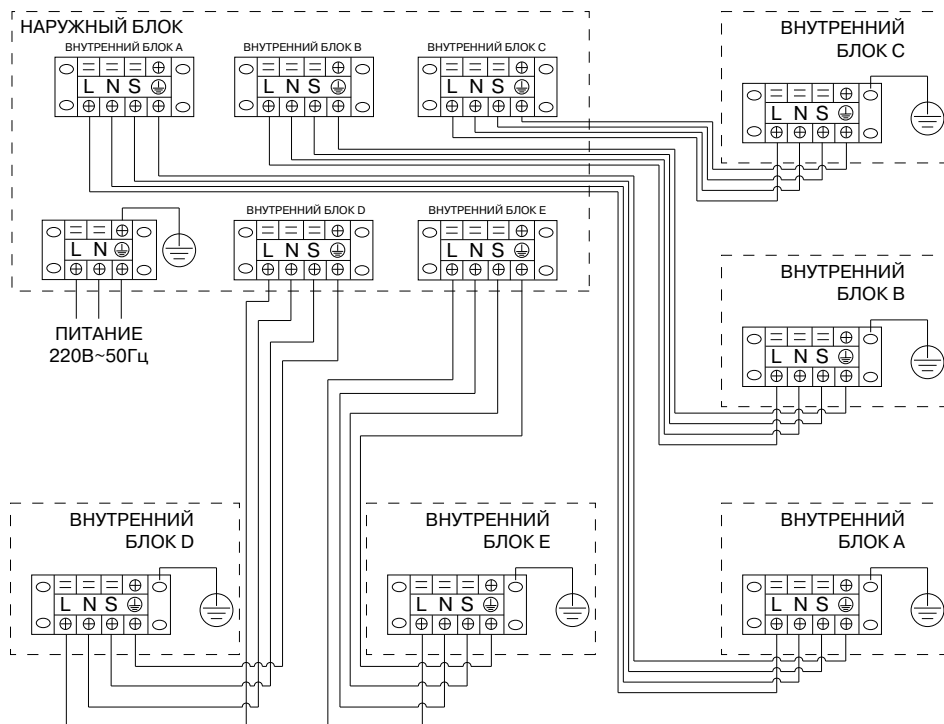 НАРУЖНЫЙ БЛОК
ВНУТРЕННИЙ БЛОК A
ВНУТРЕННИЙ БЛОК B
ВНУТРЕННИЙ БЛОК C
L N S
L N S
L N S
ВНУТРЕННИЙ
БЛОК C
L N S
ВНУТРЕННИЙ БЛОК D
ВНУТРЕННИЙ БЛОК E
L N
L N S
L N S
ПИТАНИЕ
220В~50Гц
ВНУТРЕННИЙ
БЛОК B
L N S
ВНУТРЕННИЙ
БЛОК D
L N S
ВНУТРЕННИЙ
БЛОК E
L N S
ВНУТРЕННИЙ
БЛОК A
L N S